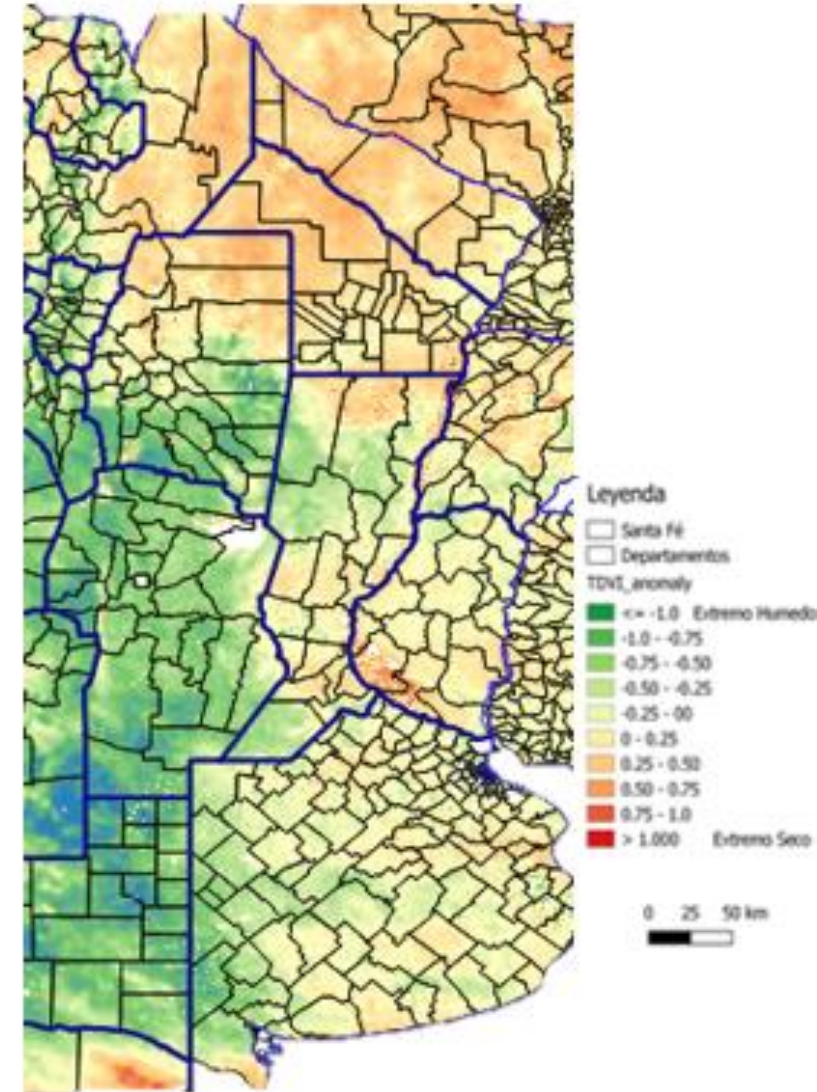 Leyenda
Santa Fé
Departamentos
TDVI_anomaly
<= -1.0 Extremo Humedo
-1.0 - -0.75
-0.75 - -0.50
-0.50 - -0.25
-0.25 - 00
0 - 0.25
0.25 - 0.50
0.50 - 0.75
0.75 - 1.0
> 1.000 Extremo Seco
0 25 50 km